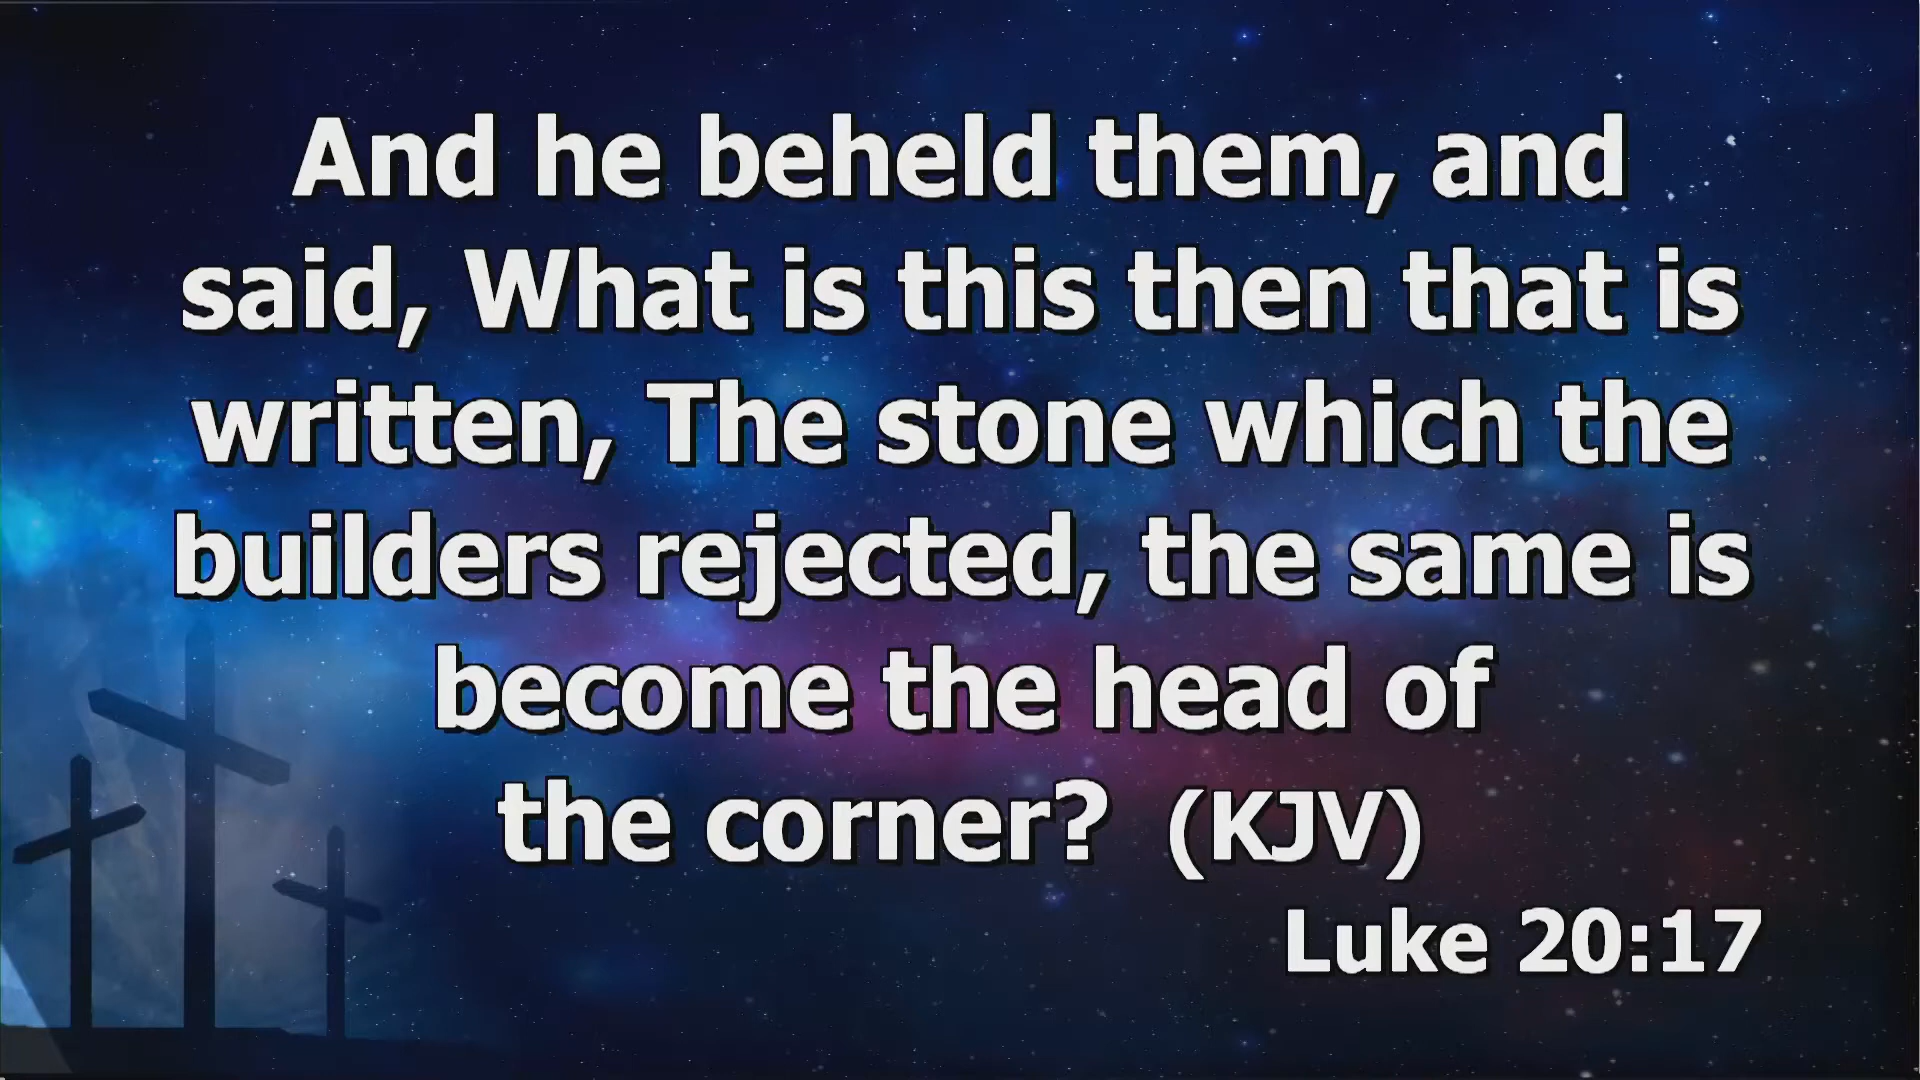 And he beheld them, and
said, What is this then that is
written, The stone which the
builders rejected, the same is
become the head of
the corner? (KJV)
Luke 20:17